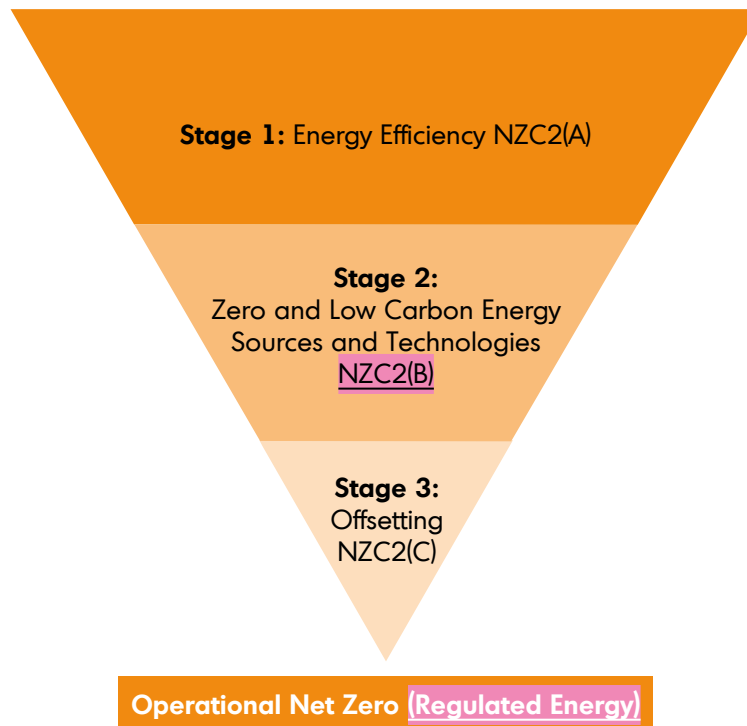 Stage 1: Energy Efficiency NZC2(A)
Stage 2:
Zero and Low Carbon Energy
Sources and Technologies
NZC2(B)
Stage 3:
Offsetting
NZC2(C)
Operational Net Zero (Regulated Energy)